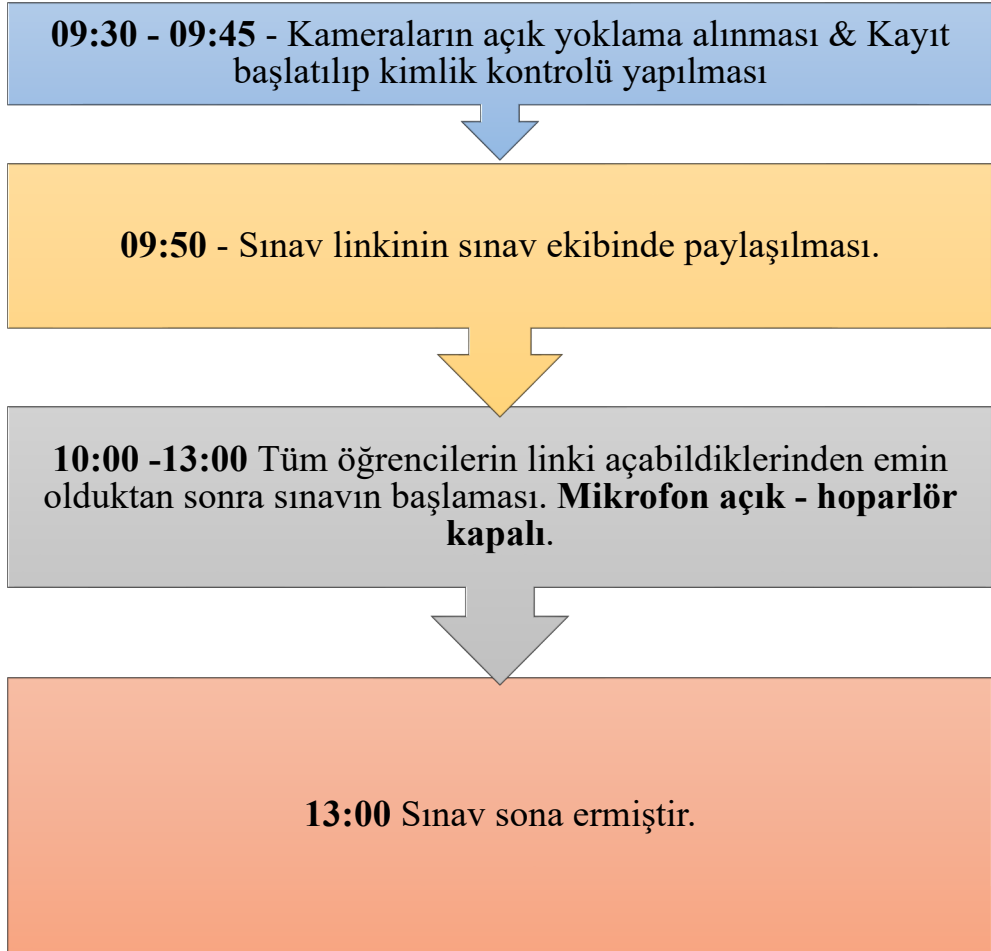 09:30 - 09:45 - Kameraların açık yoklama alınması & Kayıt
başlatılıp kimlik kontrolü yapılması
09:50 - Sınav linkinin sınav ekibinde paylaşılması.
10:00 -13:00 Tüm öğrencilerin linki açabildiklerinden emin
olduktan sonra sınavın başlaması. Mikrofon açık - hoparlör
kapalı.
13:00 Sınav sona ermiştir.